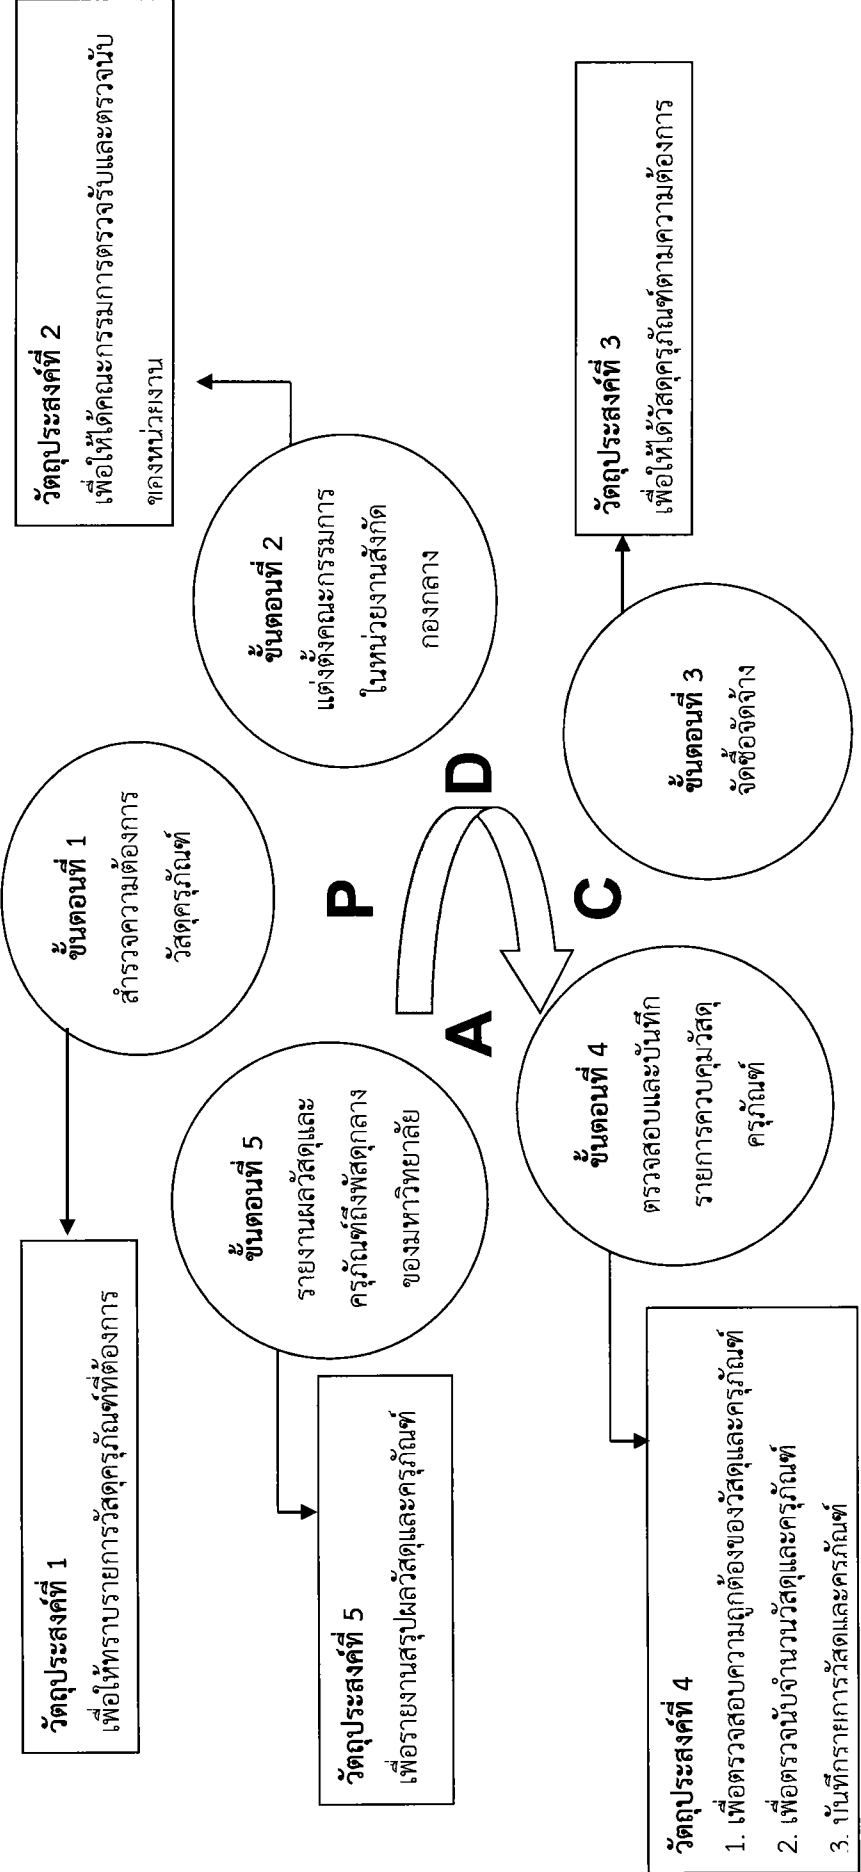 วัตถุประสงค์ที่ 1
เพื่อให้ทราบรายการวัสดุครุภัณฑ์ที่ต้องการ
ขั้นตอนที่ 1
สำรวจความต้องการ
วัสดุครุภัณฑ์
วัตถุประสงค์ที่ 2
เพื่อให้ได้คณะกรรมการตรวจรับและตรวจนับ
ของหน่วยงาน
ขั้นตอนที่ 2
แต่งตั้งคณะกรรมการ
ในหน่วยงานสังกัด
กองกลาง
ขั้นตอนที่ 5
รายงานผลวัสดุและ
ครุภัณฑ์ถึงพัสดุกลาง
ของมหาวิทยาลัย
วัตถุประสงค์ที่ 5
เพื่อรายงานสรุปผลวัสดุและครุภัณฑ์
P
A
D
C
วัตถุประสงค์ที่ 3
เพื่อให้ได้วัสดุครุภัณฑ์ตามความต้องการ
ขั้นตอนที่ 3
จัดซื้อจัดจ้าง
ขั้นตอนที่ 4
ตรวจสอบและบันทึก
รายการควบคุมวัสดุ
ครุภัณฑ์
วัตถุประสงค์ที่ 4
1. เพื่อตรวจสอบความถูกต้องของวัสดุและครุภัณฑ์
2. เพื่อตรวจนับจำนวนวัสดุและครุภัณฑ์
3. บันทึกรายการวัสดุและครุภัณฑ์